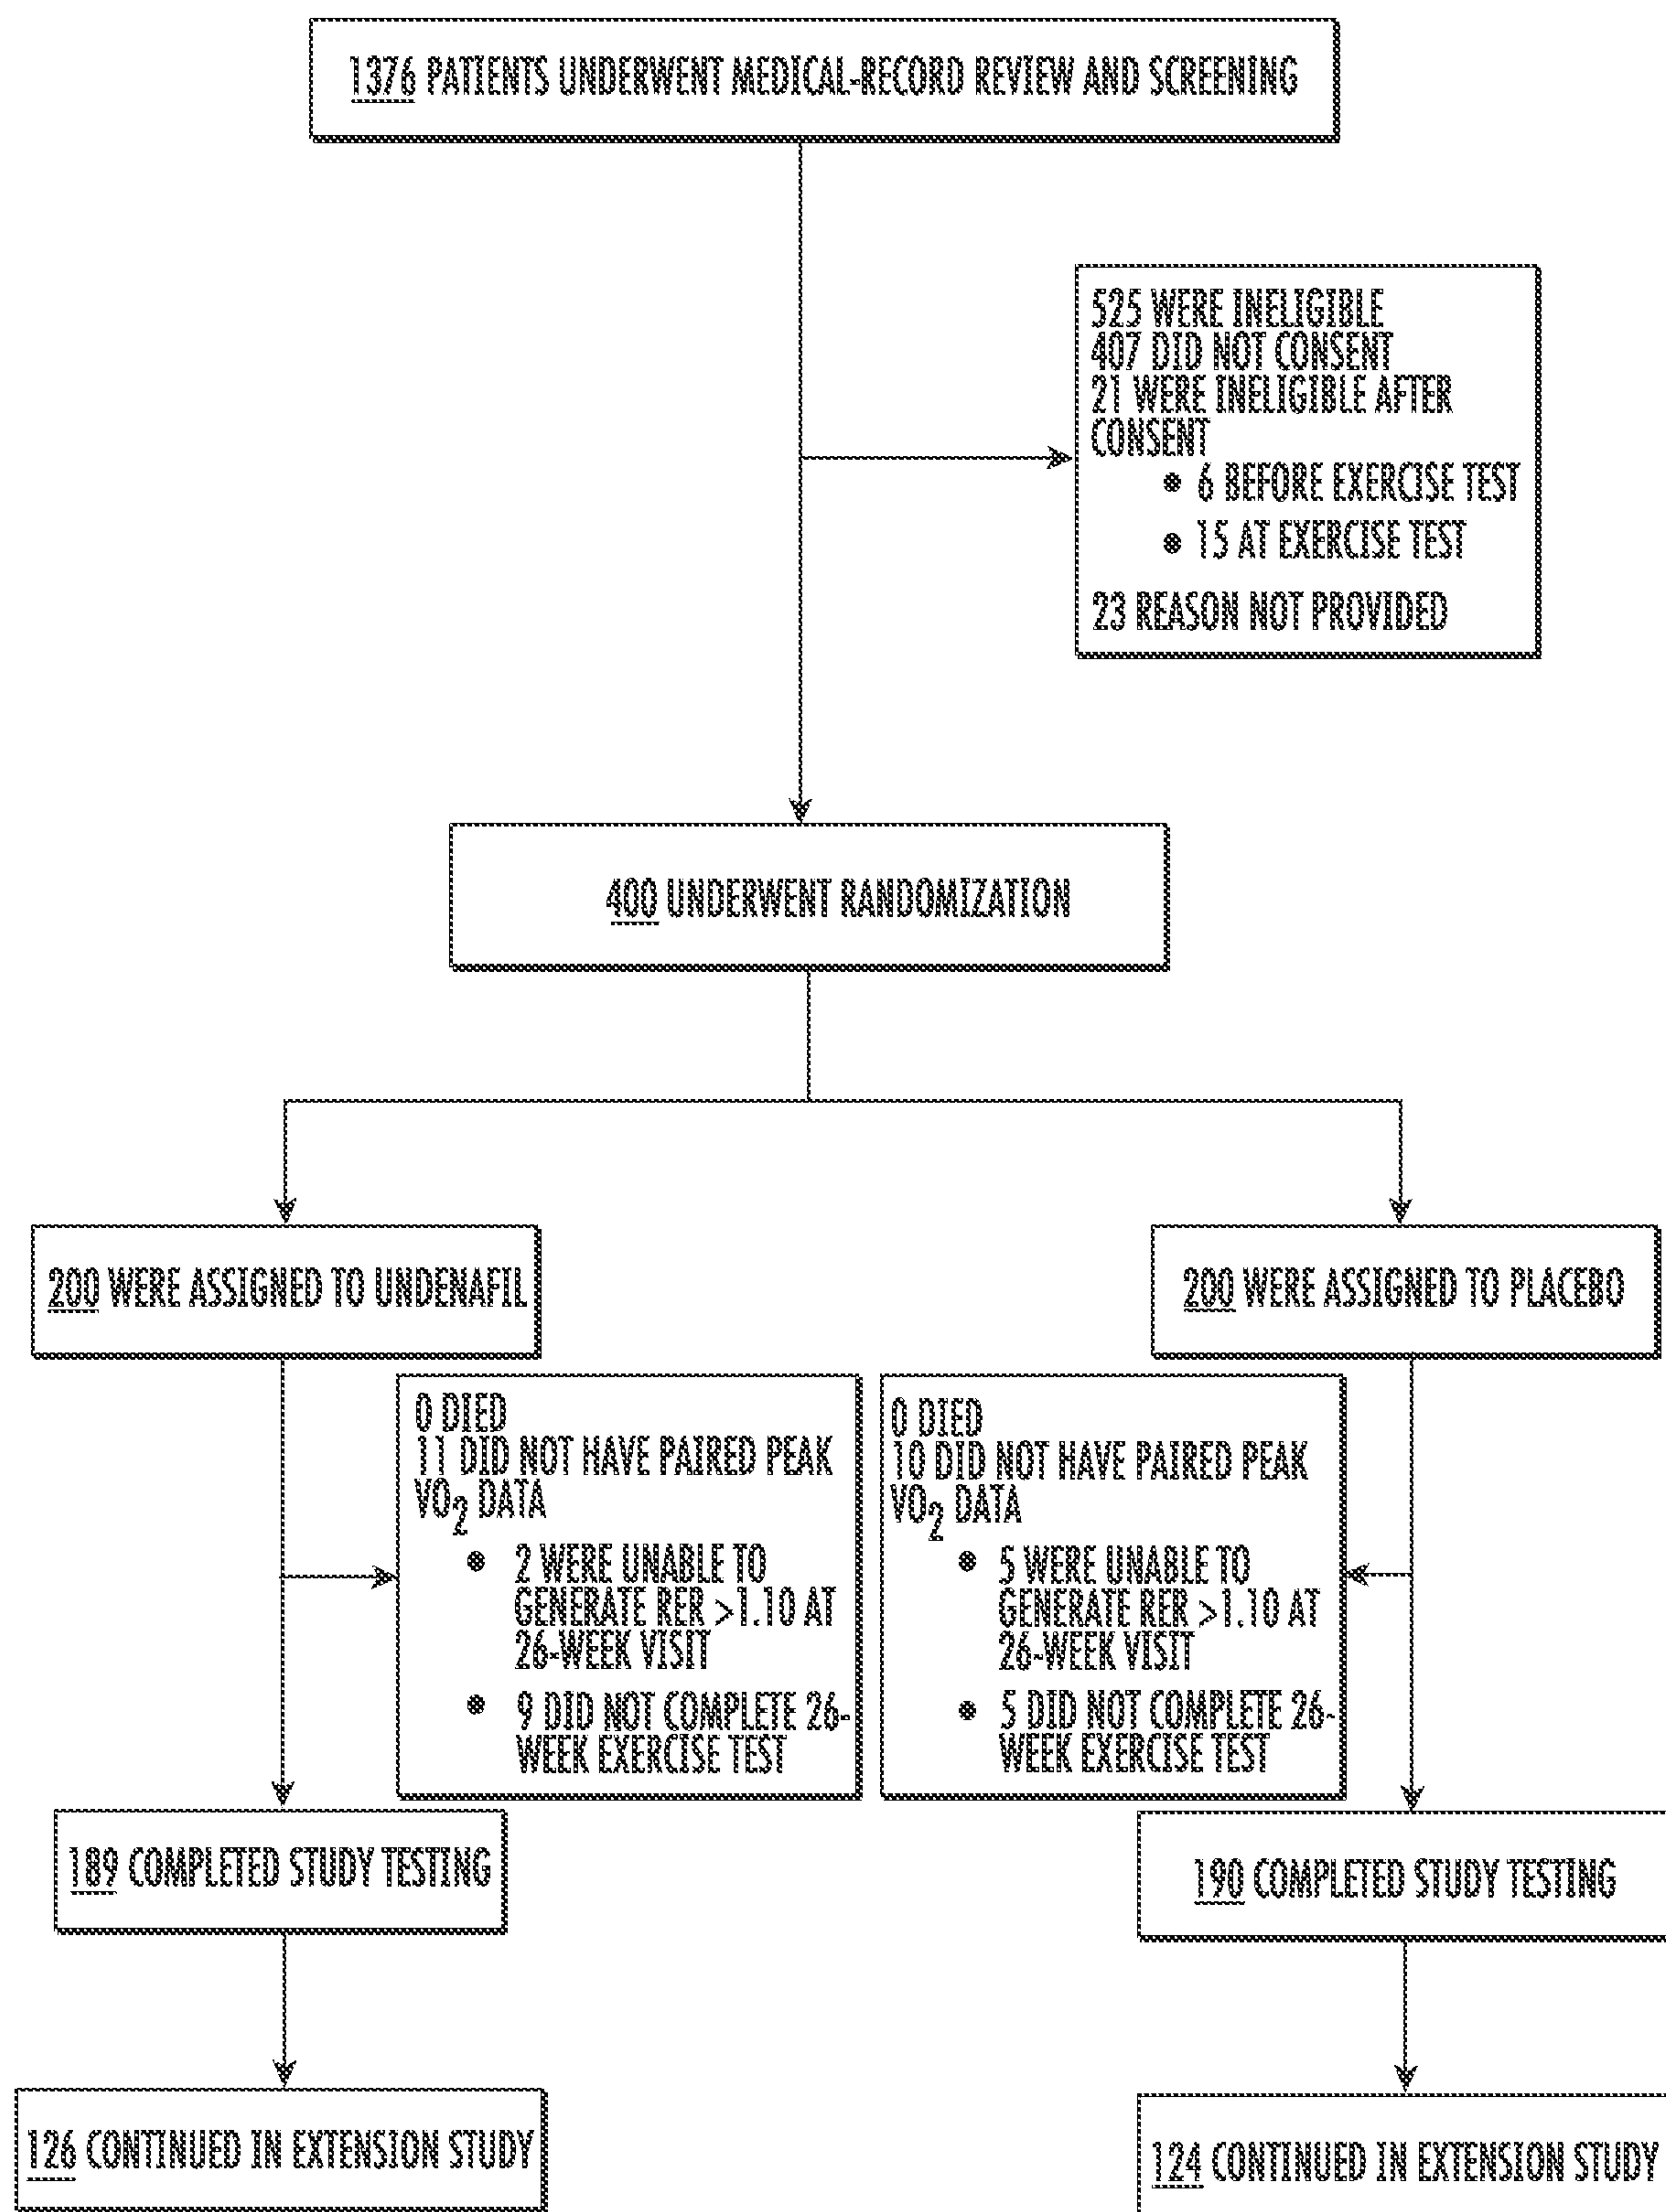 1376 PATIENTS UNDERWENT MEDICAL-RECORD REVIEW AND SCREENING
525 WERE INELIGIBLE
407 DID NOT CONSENT
21 WERE INELIGIBLE AFTER
CONSENT
• 6 BEFORE EXERCISE TEST
• 15 AT EXERCISE TEST
23 REASON NOT PROVIDED
400 UNDERWENT RANDOMIZATION
200 WERE ASSIGNED TO UNDENAFIL
200 WERE ASSIGNED TO PLACEBO
0 DIED
11 DID NOT HAVE PAIRED PEAK
VO2 DATA
• 2 WERE UNABLE TO
GENERATE RER >1.10 AT
26-WEEK VISIT
• 9 DID NOT COMPLETE 26-
WEEK EXERCISE TEST
0 DIED
10 DID NOT HAVE PAIRED PEAK
VO2 DATA
• 5 WERE UNABLE TO
GENERATE RER >1.10 AT
26-WEEK VISIT
• 5 DID NOT COMPLETE 26-
WEEK EXERCISE TEST
189 COMPLETED STUDY TESTING
190 COMPLETED STUDY TESTING
126 CONTINUED IN EXTENSION STUDY
124 CONTINUED IN EXTENSION STUDY